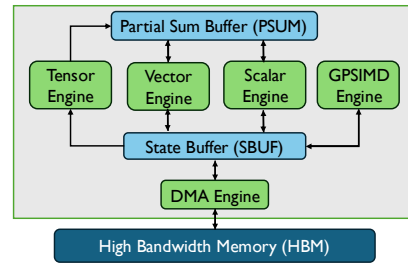 Partial Sum Buffer (PSUM)
Tensor
Engine
Vector
Engine
Scalar
Engine
GPSIMD
Engine
State Buffer (SBUF)
DMA Engine
High Bandwidth Memory (HBM)